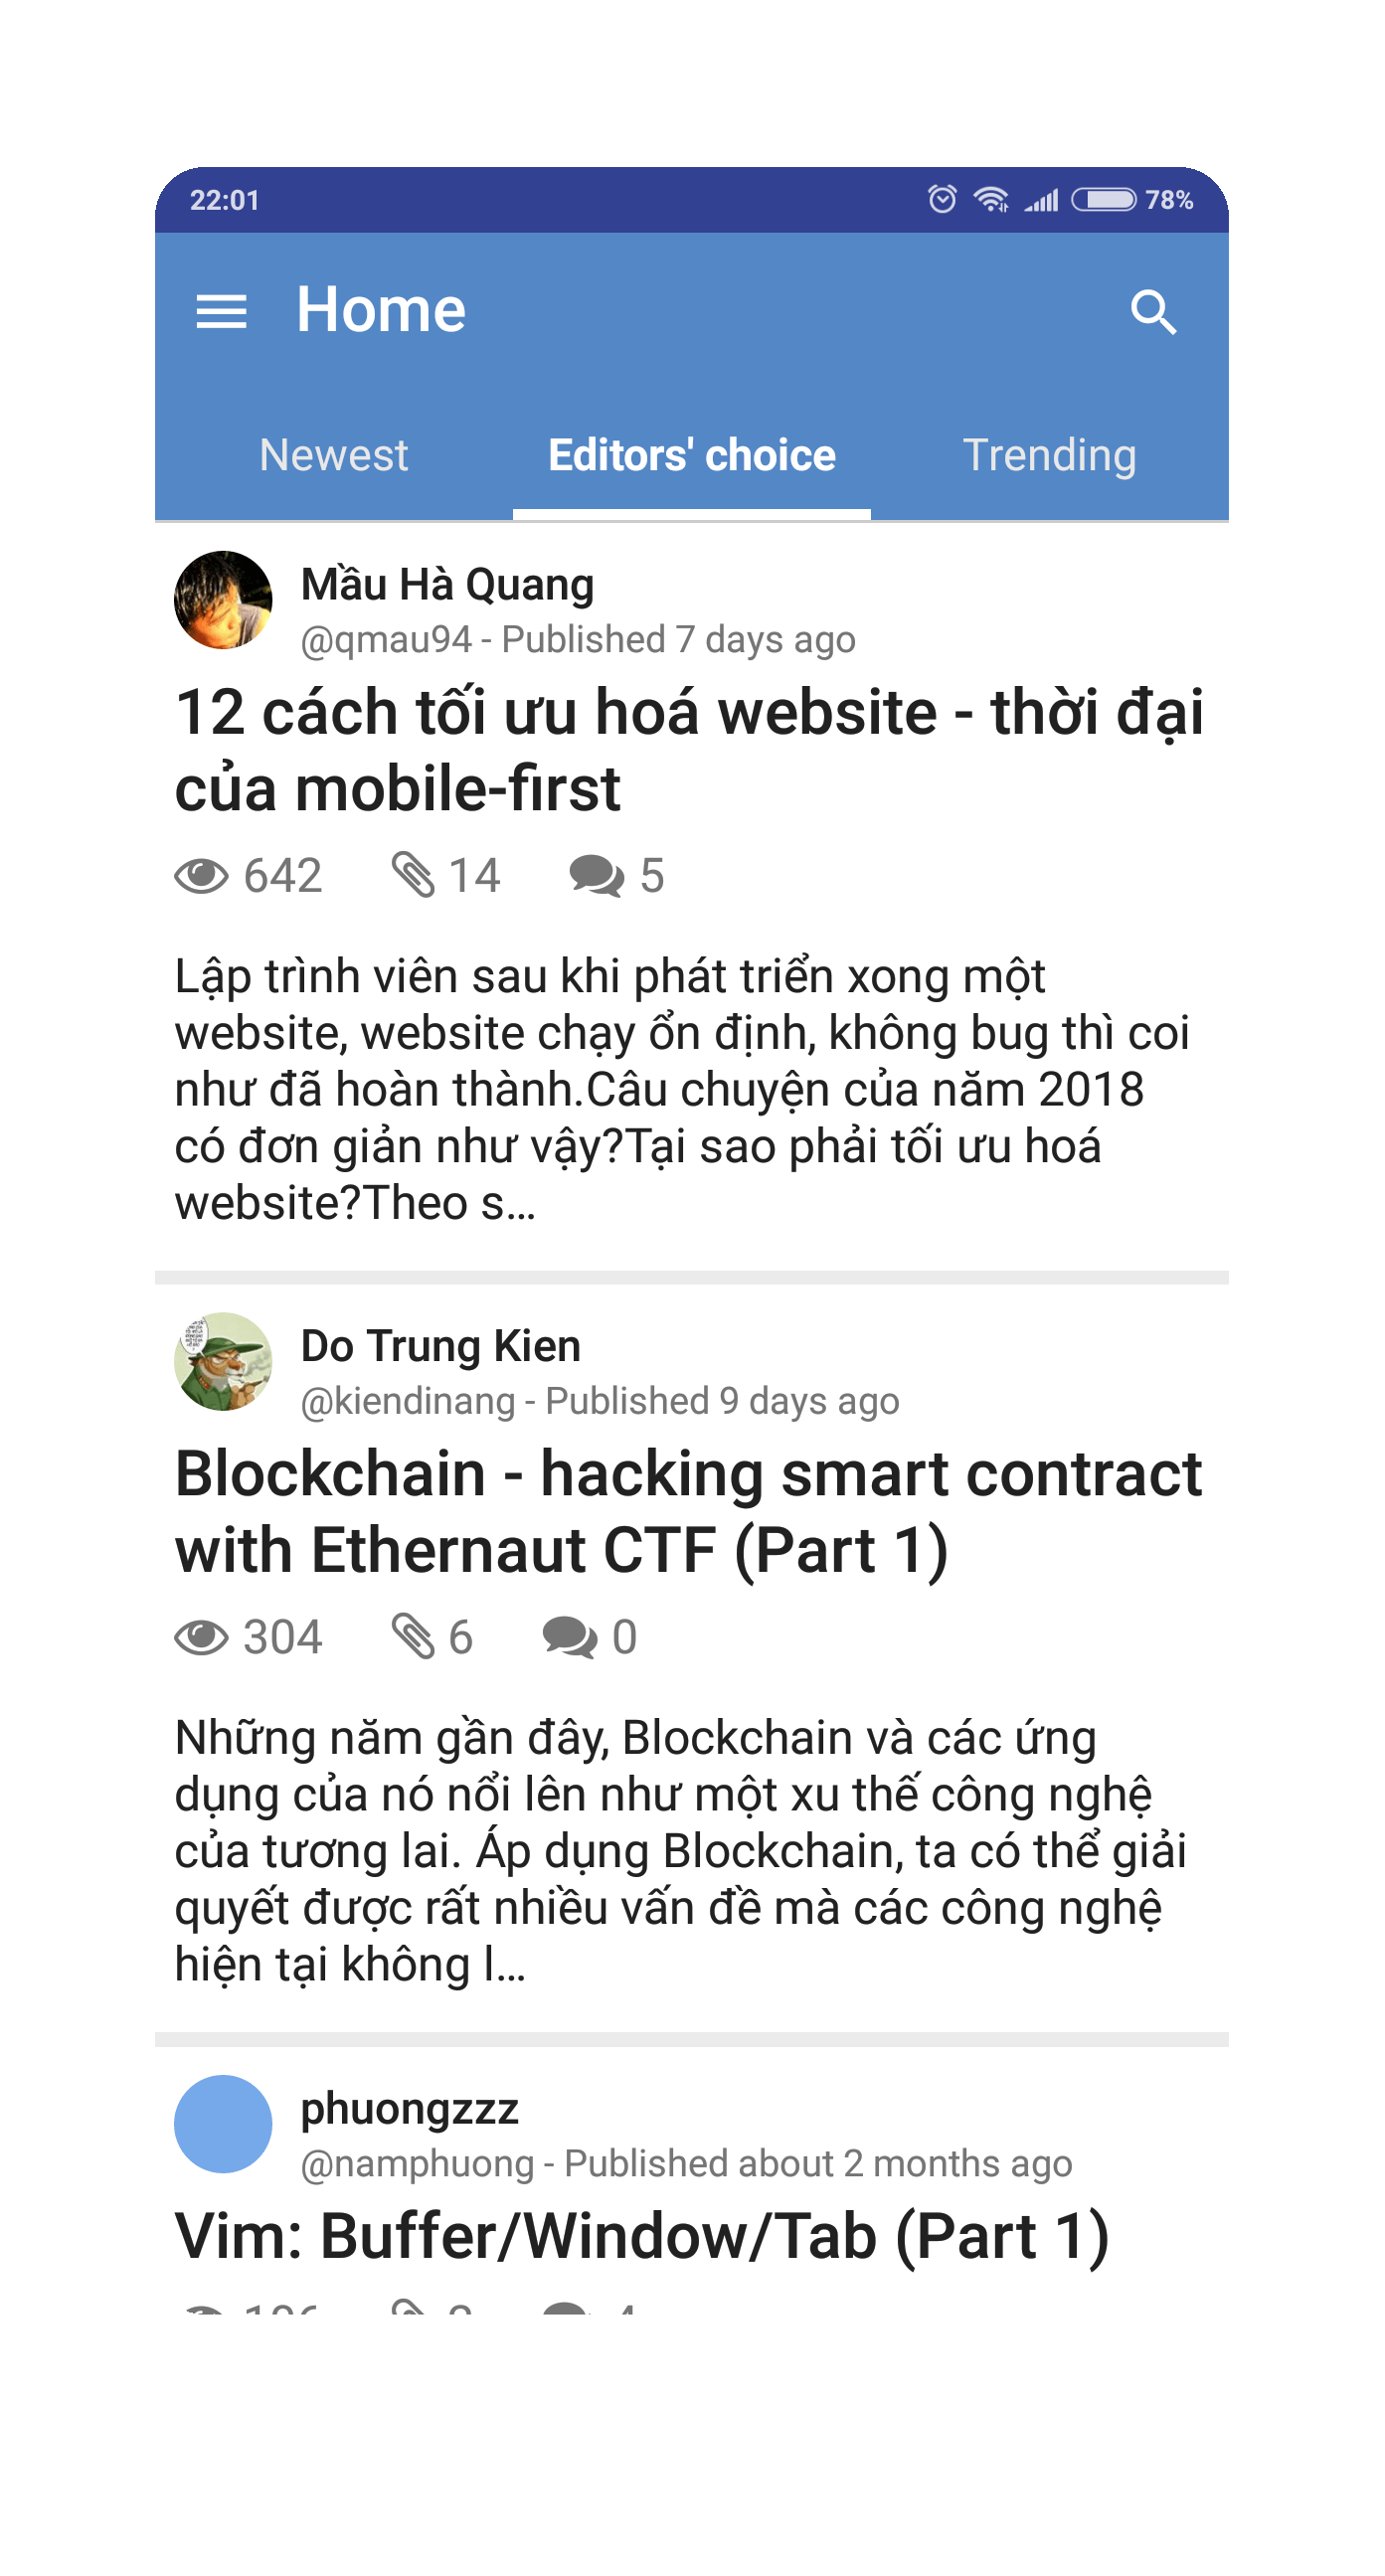 22:01 78%
Home
Newest Editors' choice Trending
Mầu Hà Quang
@qmau94 - Published 7 days ago
12 cách tối ưu hoá website - thời đại
của mobile-first
642 14 5
Lập trình viên sau khi phát triển xong một
website, website chạy ổn định, không bug thì coi
như đã hoàn thành.Câu chuyện của năm 2018
có đơn giản như vậy?Tại sao phải tối ưu hoá
website?Theo s...
Do Trung Kien
@kiendinang - Published 9 days ago
Blockchain - hacking smart contract
with Ethernaut CTF (Part 1)
304 6 0
Những năm gần đây, Blockchain và các ứng
dụng của nó nổi lên như một xu thế công nghệ
của tương lai. Áp dụng Blockchain, ta có thể giải
quyết được rất nhiều vấn đề mà các công nghệ
hiện tại không l...
phuongzzz
@namphuong - Published about 2 months ago
Vim: Buffer/Window/Tab (Part 1)